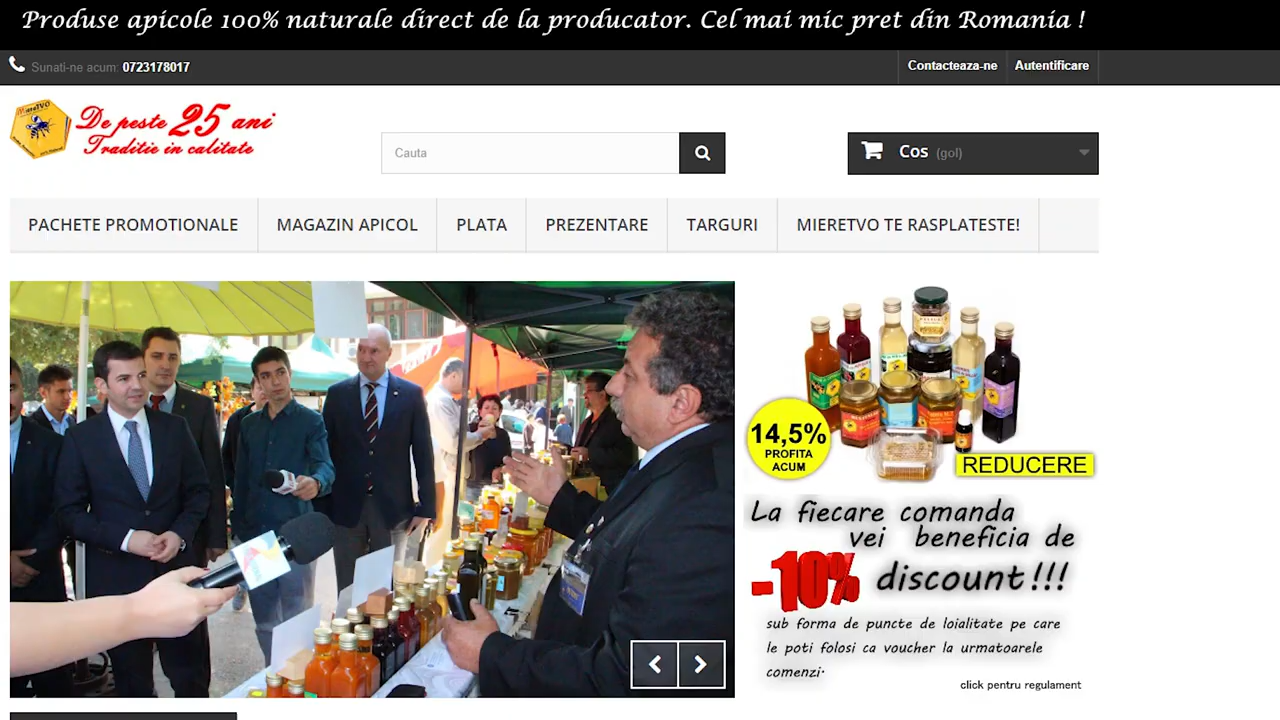 Produse apicole 100% naturale direct de la producator. Cel mai mic pret din Romania !
Sunati-ne acum: 0723178017
Contacteaza-ne
Autentificare
MiereTVO
De peste 25 ani
Traditie in calitate
Cauta
Cos (gol)
PACHETE PROMOTIONALE
MAGAZIN APICOL
PLATA
PREZENTARE
TARGURI
MIERETVO TE RASPLATESTE!
14,5%
PROFITA
ACUM
REDUCERE
La fiecare comanda
vei beneficia de
-10% discount!!!
sub forma de puncte de loialitate pe care
le poti folosi ca voucher la urmatoarele
comenzi.
click pentru regulament